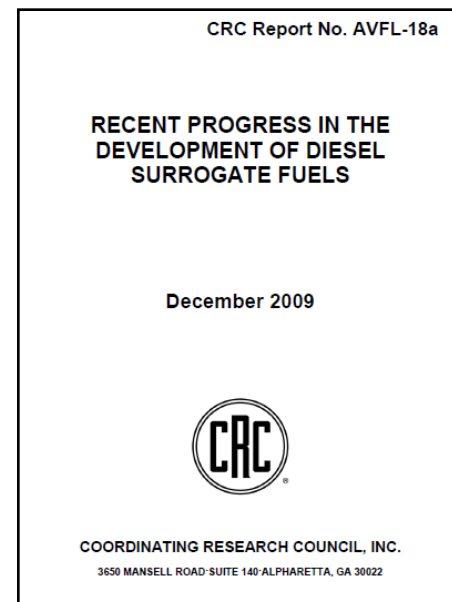 CRC Report No. AVFL-18a
RECENT PROGRESS IN THE
DEVELOPMENT OF DIESEL
SURROGATE FUELS
December 2009
CRC
®
COORDINATING RESEARCH COUNCIL, INC.
3650 MANSELL ROAD·SUITE 140·ALPHARETTA, GA 30022